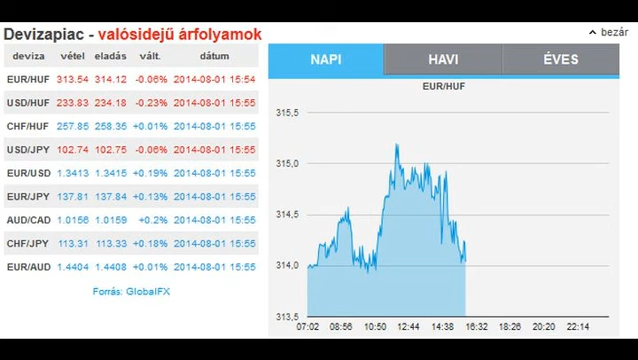 Devizapiac - valósidejű árfolyamok
bezár
deviza vétel eladás vált. dátum
EUR/HUF 313.54 314.12 -0.06% 2014-08-01 15:54
USD/HUF 233.83 234.18 -0.23% 2014-08-01 15:55
CHF/HUF 257.85 258.35 +0.01% 2014-08-01 15:55
USD/JPY 102.74 102.75 -0.06% 2014-08-01 15:55
EUR/USD 1.3413 1.3415 +0.19% 2014-08-01 15:55
EUR/JPY 137.81 137.84 +0.13% 2014-08-01 15:55
AUD/CAD 1.0156 1.0159 +0.2% 2014-08-01 15:55
CHF/JPY 113.31 113.33 +0.18% 2014-08-01 15:55
EUR/AUD 1.4404 1.4408 +0.01% 2014-08-01 15:55
Forrás: GlobalFX
NAPI HAVI ÉVES
EUR/HUF
315,5
315,0
314,5
314,0
313,5
07:02 08:56 10:50 12:44 14:38 16:32 18:26 20:20 22:14